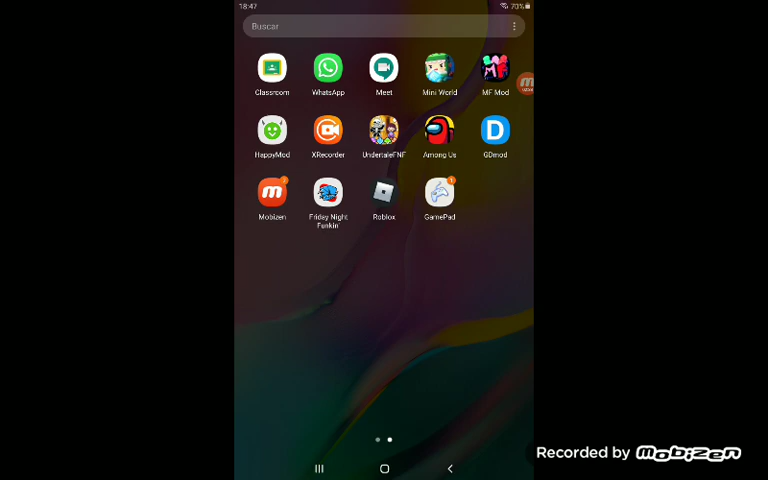 18:47
70%
Buscar
Classroom
WhatsApp
Meet
Mini World
MF Mod
HappyMod
XRecorder
UndertaleFNF
Among Us
GDmod
Mobizen
Friday Night
Funkin'
Roblox
GamePad
Recorded by Mobizen